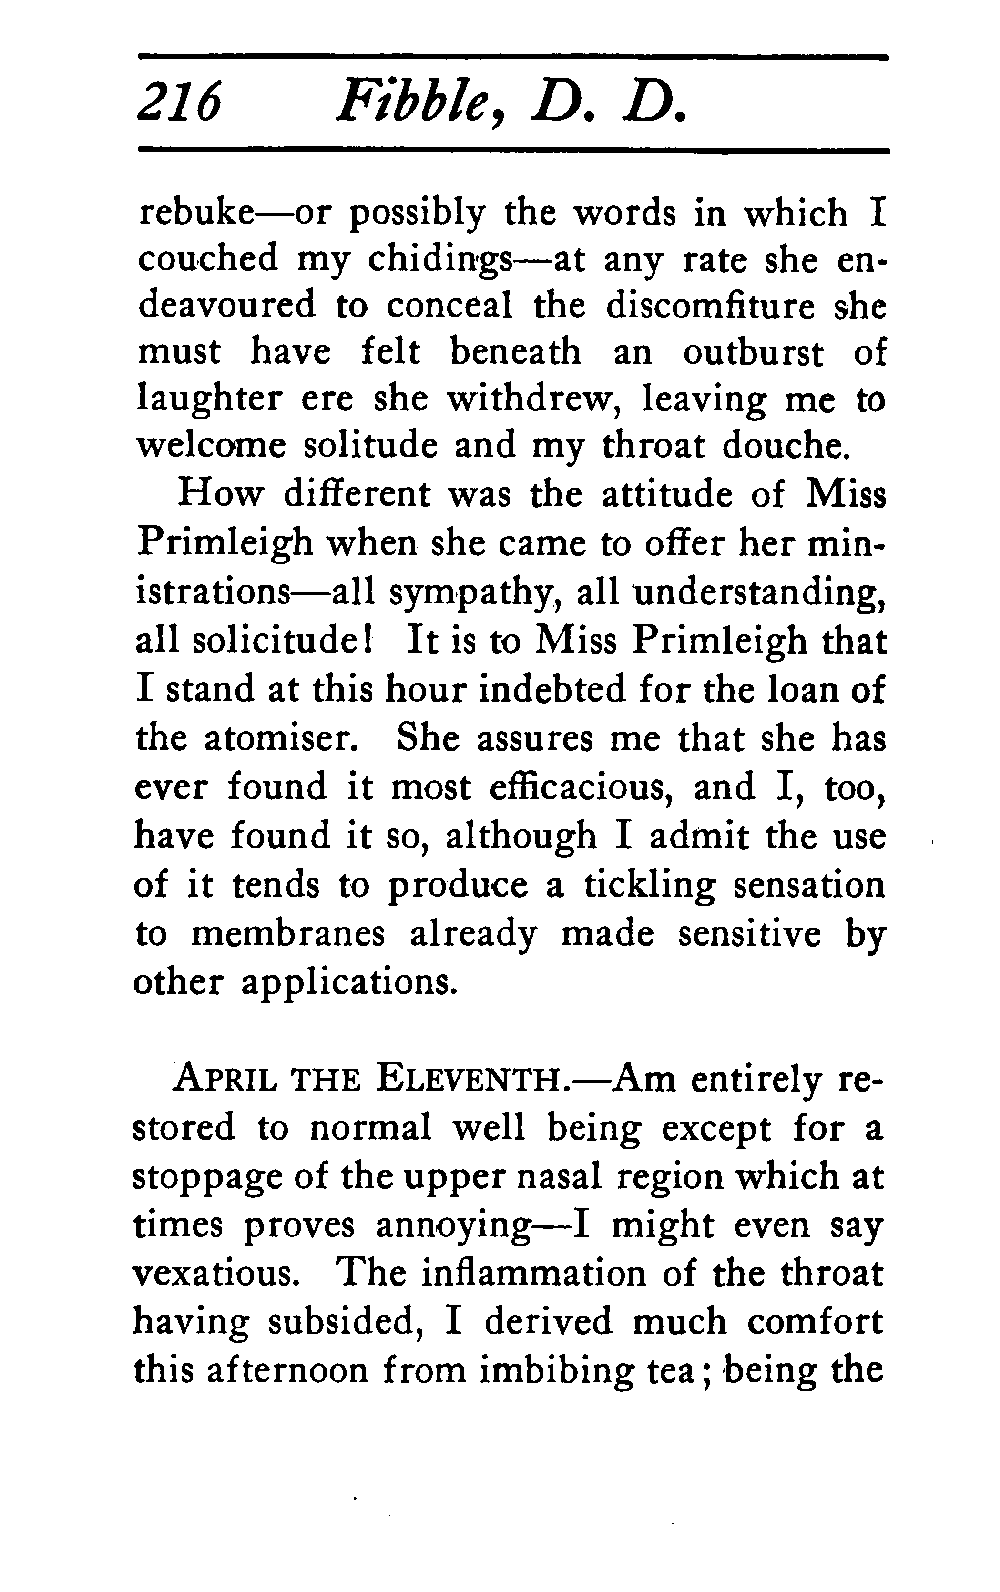 216 Fibble, D. D.
rebuke—or possibly the words in which I
couched my chidings—at any rate she en-
deavoured to conceal the discomfiture she
must have felt beneath an outburst of
laughter ere she withdrew, leaving me to
welcome solitude and my throat douche.
How different was the attitude of Miss
Primleigh when she came to offer her min-
istrations—all sympathy, all understanding,
all solicitude! It is to Miss Primleigh that
I stand at this hour indebted for the loan of
the atomiser. She assures me that she has
ever found it most efficacious, and I, too,
have found it so, although I admit the use
of it tends to produce a tickling sensation
to membranes already made sensitive by
other applications.
APRIL THE ELEVENTH.—Am entirely re-
stored to normal well being except for a
stoppage of the upper nasal region which at
times proves annoying—I might even say
vexatious. The inflammation of the throat
having subsided, I derived much comfort
this afternoon from imbibing tea; being the